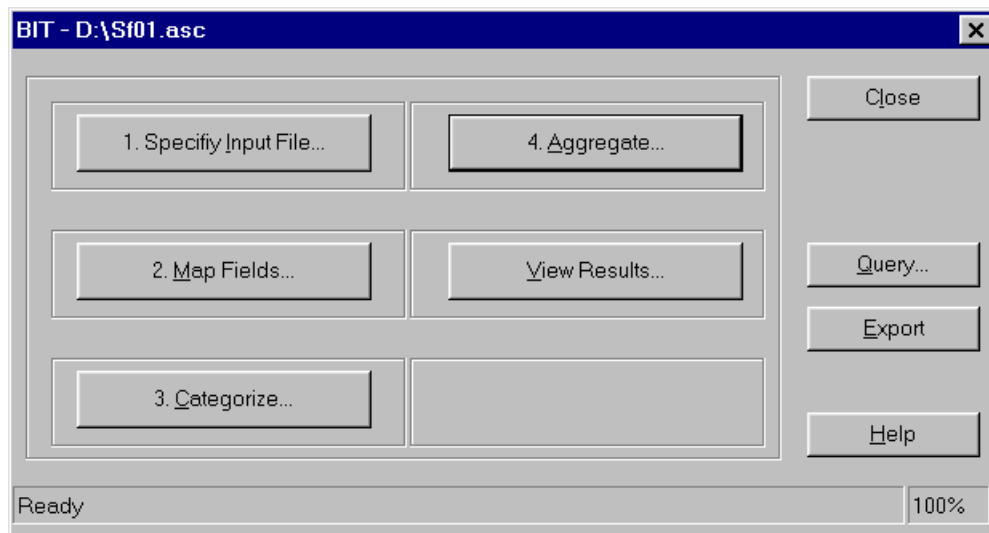 BIT - D:\Sf01.asc
1. Specifiy Input File...
4. Aggregate...
Close
2. Map Fields...
View Results...
Query...
Export
3. Categorize...
Help
Ready
100%